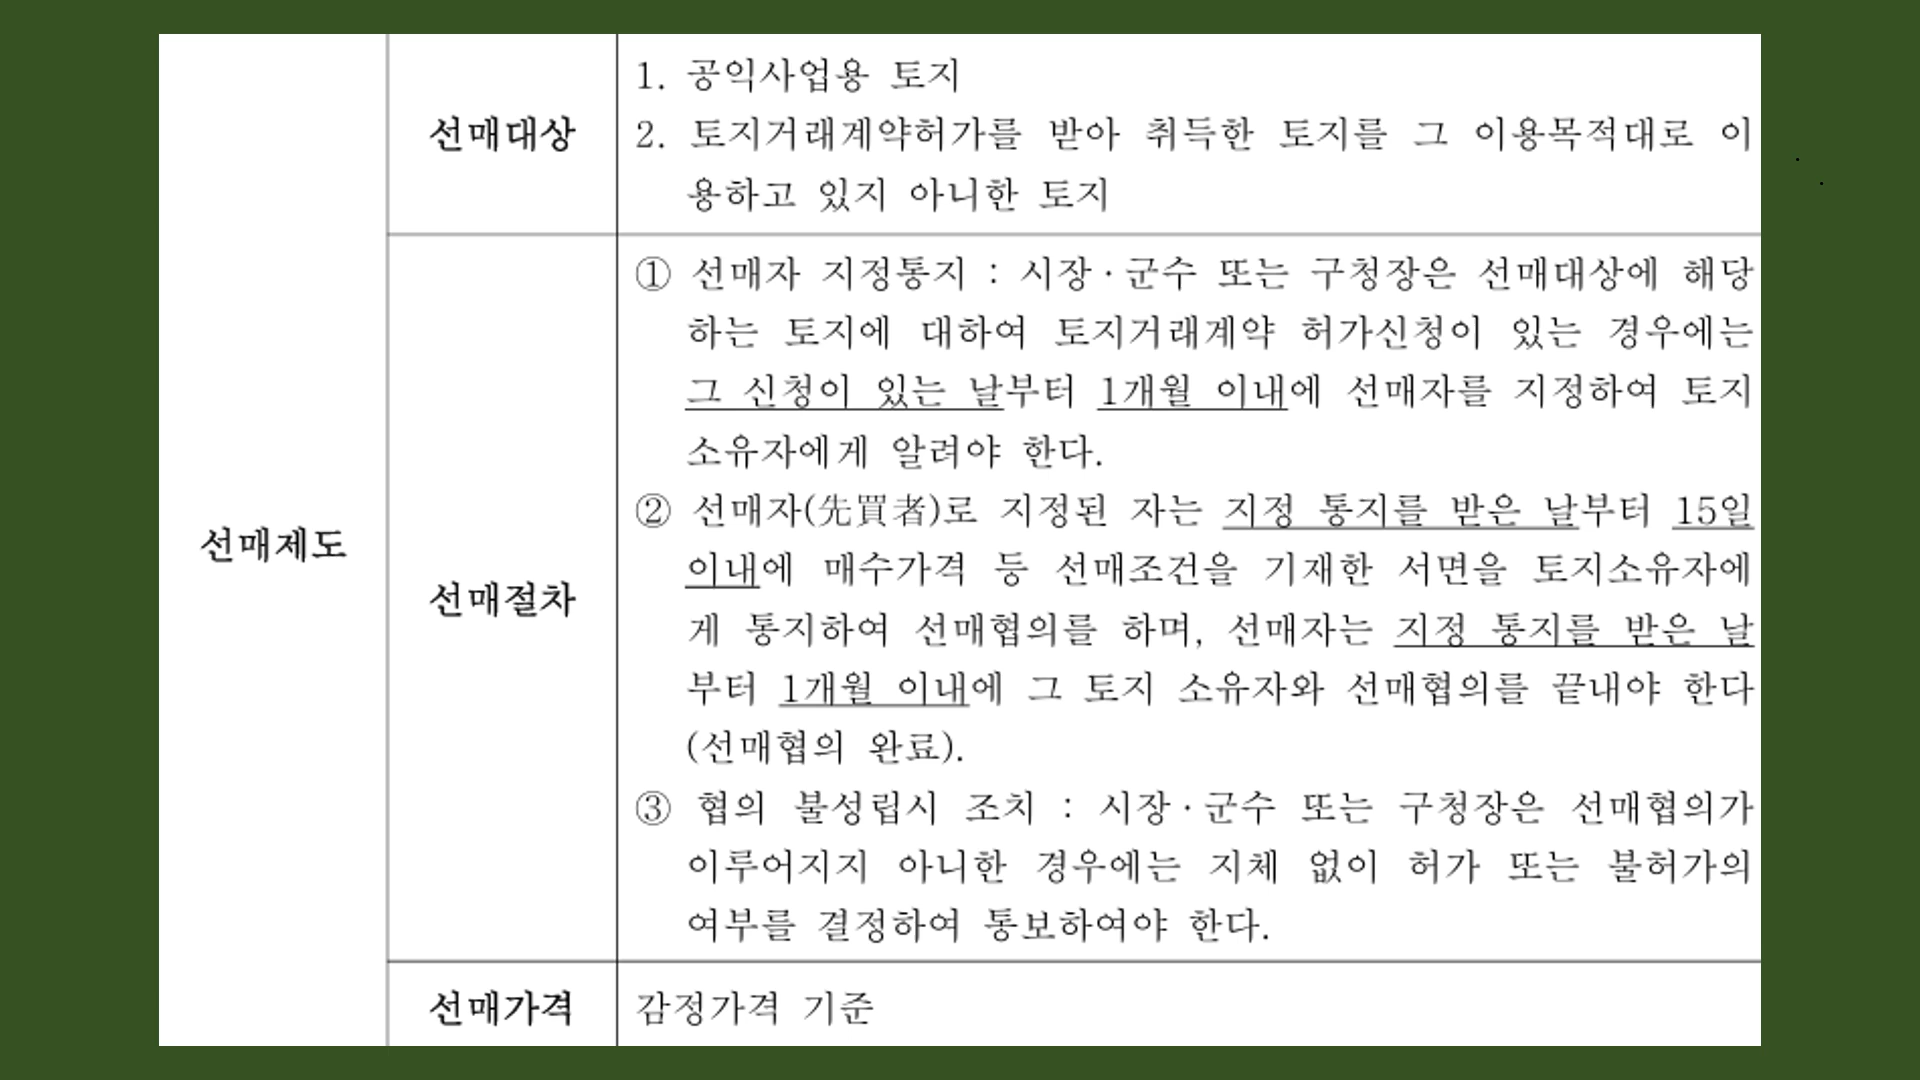 선매제도
선매대상
1. 공익사업용 토지
2. 토지거래계약허가를 받아 취득한 토지를 그 이용목적대로 이
용하고 있지 아니한 토지
선매절차
① 선매자 지정통지 : 시장·군수 또는 구청장은 선매대상에 해당
하는 토지에 대하여 토지거래계약 허가신청이 있는 경우에는
그 신청이 있는 날부터 1개월 이내에 선매자를 지정하여 토지
소유자에게 알려야 한다.
② 선매자(先買者)로 지정된 자는 지정 통지를 받은 날부터 15일
이내에 매수가격 등 선매조건을 기재한 서면을 토지소유자에
게 통지하여 선매협의를 하며, 선매자는 지정 통지를 받은 날
부터 1개월 이내에 그 토지 소유자와 선매협의를 끝내야 한다
(선매협의 완료).
③ 협의 불성립시 조치 : 시장·군수 또는 구청장은 선매협의가
이루어지지 아니한 경우에는 지체 없이 허가 또는 불허가의
여부를 결정하여 통보하여야 한다.
선매가격
감정가격 기준